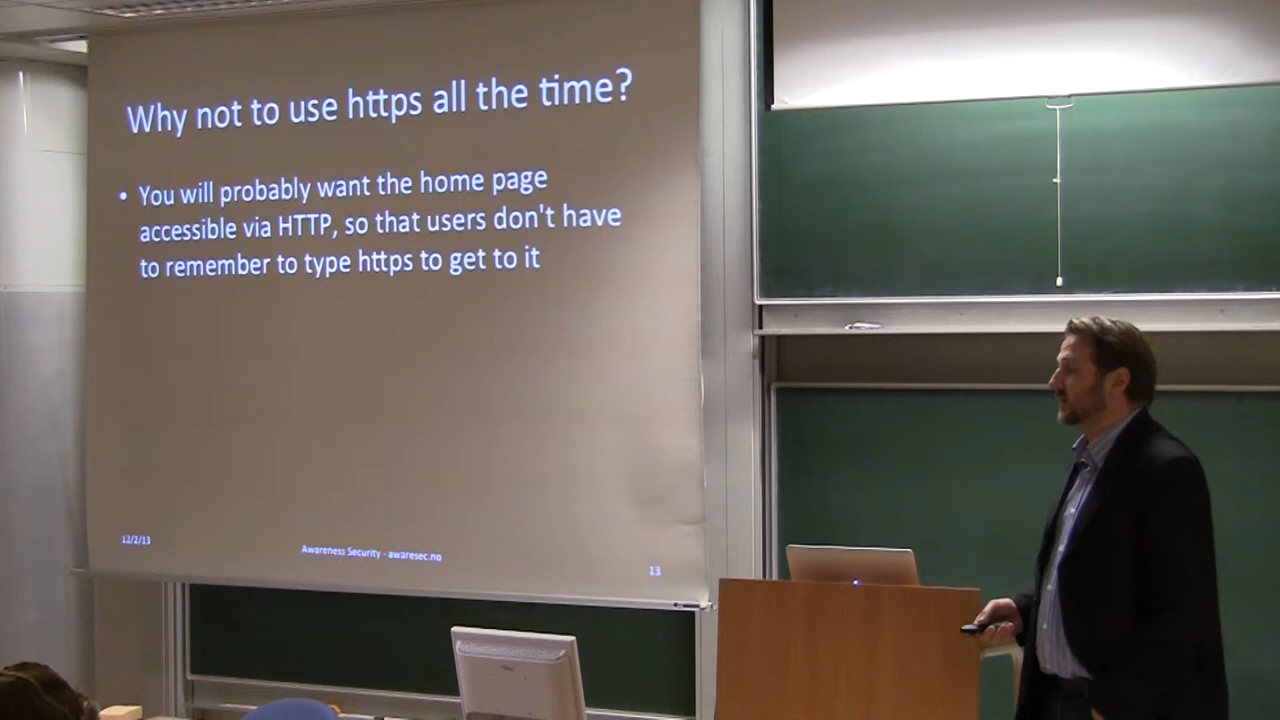 Why not to use https all the time?
• You will probably want the home page
accessible via HTTP, so that users don't have
to remember to type https to get to it
12/2/13
Awareness Security - awaresec.no
13